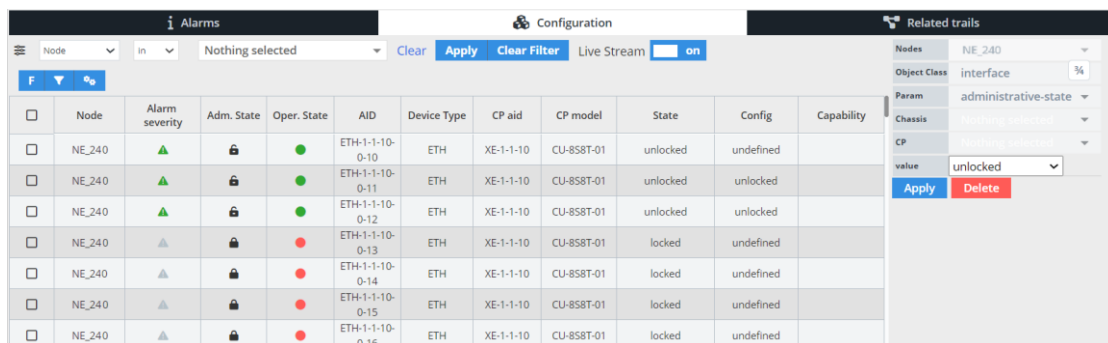 Alarms Configuration Related trails
Node in Nothing selected Clear Apply Clear Filter Live Stream on
F
Node Alarm severity Adm. State Oper. State AID Device Type CP aid CP model State Config Capability
NE_240 ETH-1-1-10-0-10 ETH XE-1-1-10 CU-8S8T-01 unlocked undefined
NE_240 ETH-1-1-10-0-11 ETH XE-1-1-10 CU-8S8T-01 unlocked unlocked
NE_240 ETH-1-1-10-0-12 ETH XE-1-1-10 CU-8S8T-01 unlocked unlocked
NE_240 ETH-1-1-10-0-13 ETH XE-1-1-10 CU-8S8T-01 locked undefined
NE_240 ETH-1-1-10-0-14 ETH XE-1-1-10 CU-8S8T-01 locked undefined
NE_240 ETH-1-1-10-0-15 ETH XE-1-1-10 CU-8S8T-01 locked undefined
NE_240 ETH-1-1-10-0-16 ETH XE-1-1-10 CU-8S8T-01 locked undefined
Nodes NE_240
Object Class interface
Param administrative-state
Chassis Nothing selected
CP Nothing selected
value unlocked
Apply Delete